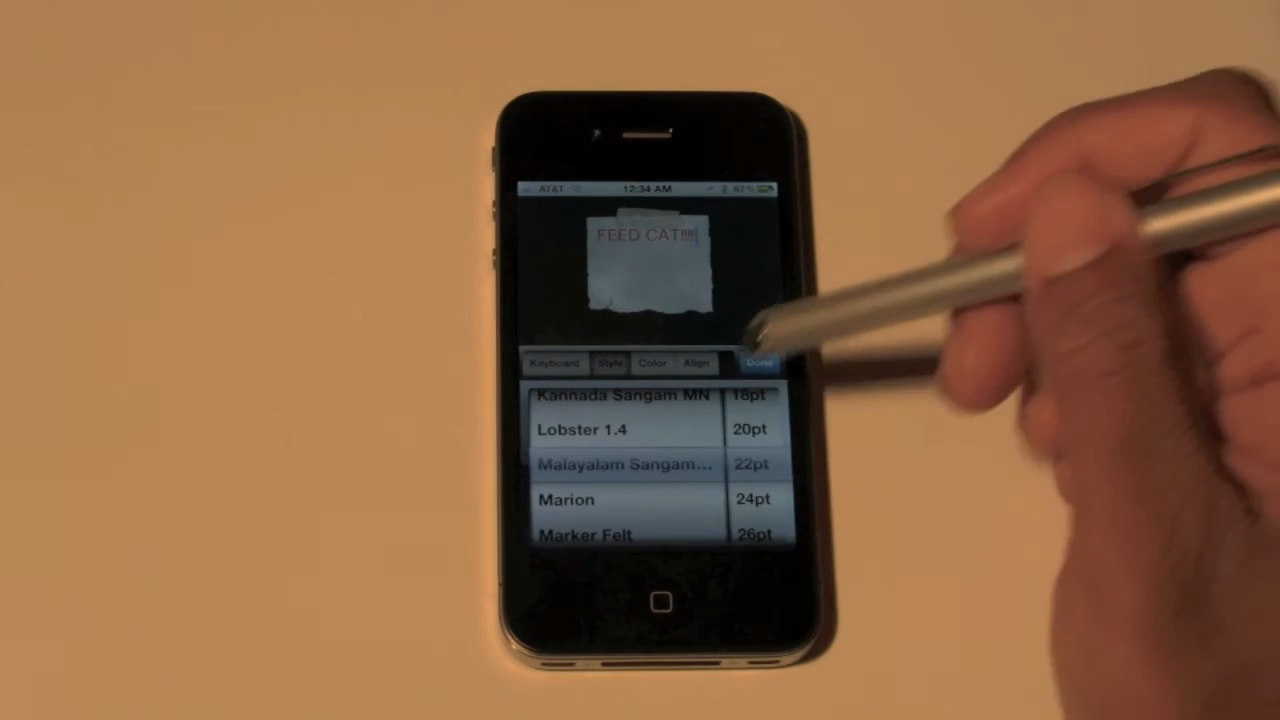 AT&T 12:34 AM 67%
FEED CAT!!!!
Keyboard Style Color Align Done
Kannada Sangam MN 18pt
Lobster 1.4 20pt
Malayalam Sangam... 22pt
Marion 24pt
Marker Felt 26pt